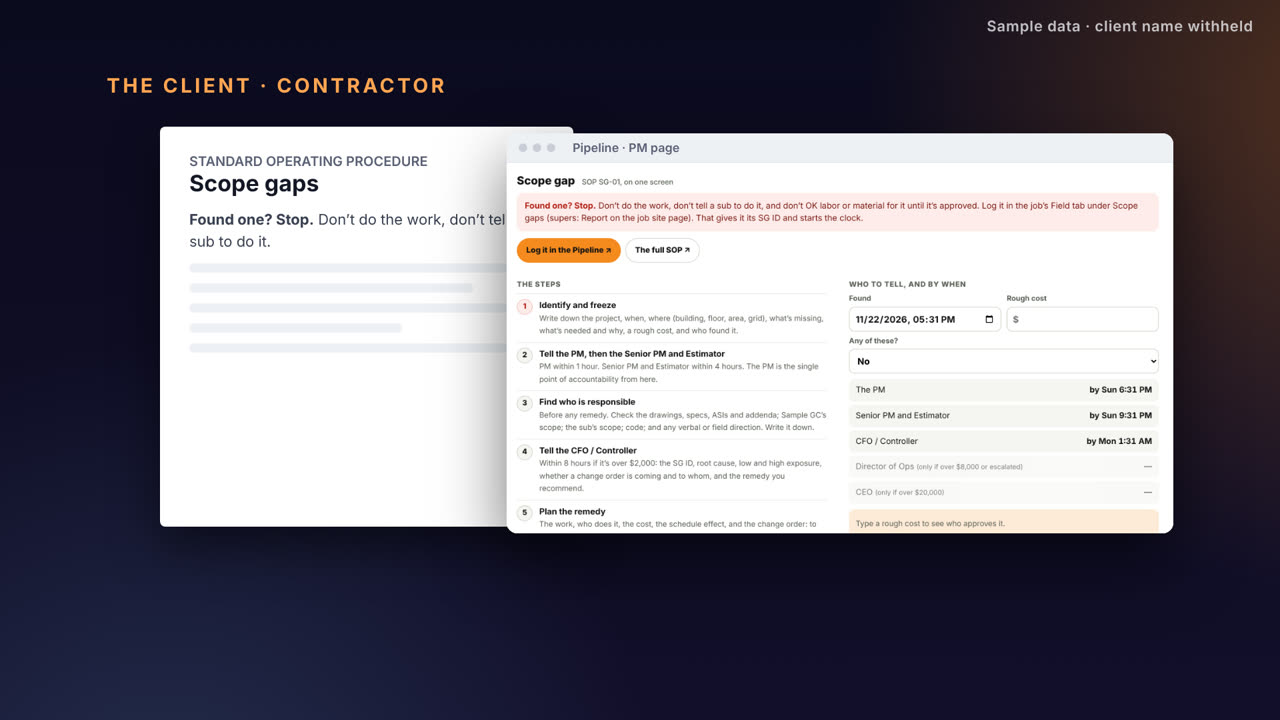 Sample data · client name withheld
THE CLIENT · CONTRACTOR
STANDARD OPERATING PROCEDURE
Scope gaps
Found one? Stop. Don’t do the work, don’t tel
sub to do it.
Pipeline · PM page
Scope gap SOP SG-01, on one screen
Found one? Stop. Don’t do the work, don’t tell a sub to do it, and don’t OK labor or material for it until it’s approved. Log it in the job’s Field tab under Scope
gaps (supers: Report on the job site page). That gives it its SG ID and starts the clock.
Log it in the Pipeline ↗ The full SOP ↗
THE STEPS
1 Identify and freeze
Write down the project, when, where (building, floor, area, grid), what’s missing,
what’s needed and why, a rough cost, and who found it.
2 Tell the PM, then the Senior PM and Estimator
PM within 1 hour. Senior PM and Estimator within 4 hours. The PM is the single
point of accountability from here.
3 Find who is responsible
Before any remedy. Check the drawings, specs, ASIs and addenda; Sample GC’s
scope; the sub’s scope; code; and any verbal or field direction. Write it down.
4 Tell the CFO / Controller
Within 8 hours if it’s over $2,000: the SG ID, root cause, low and high exposure,
whether a change order is coming and to whom, and the remedy you
recommend.
5 Plan the remedy
The work, who does it, the cost, the schedule effect, and the change order: to
WHO TO TELL, AND BY WHEN
Found Rough cost
11/22/2026, 05:31 PM $
Any of these?
No
The PM by Sun 6:31 PM
Senior PM and Estimator by Sun 9:31 PM
CFO / Controller by Mon 1:31 AM
Director of Ops (only if over $8,000 or escalated) —
CEO (only if over $20,000) —
Type a rough cost to see who approves it.